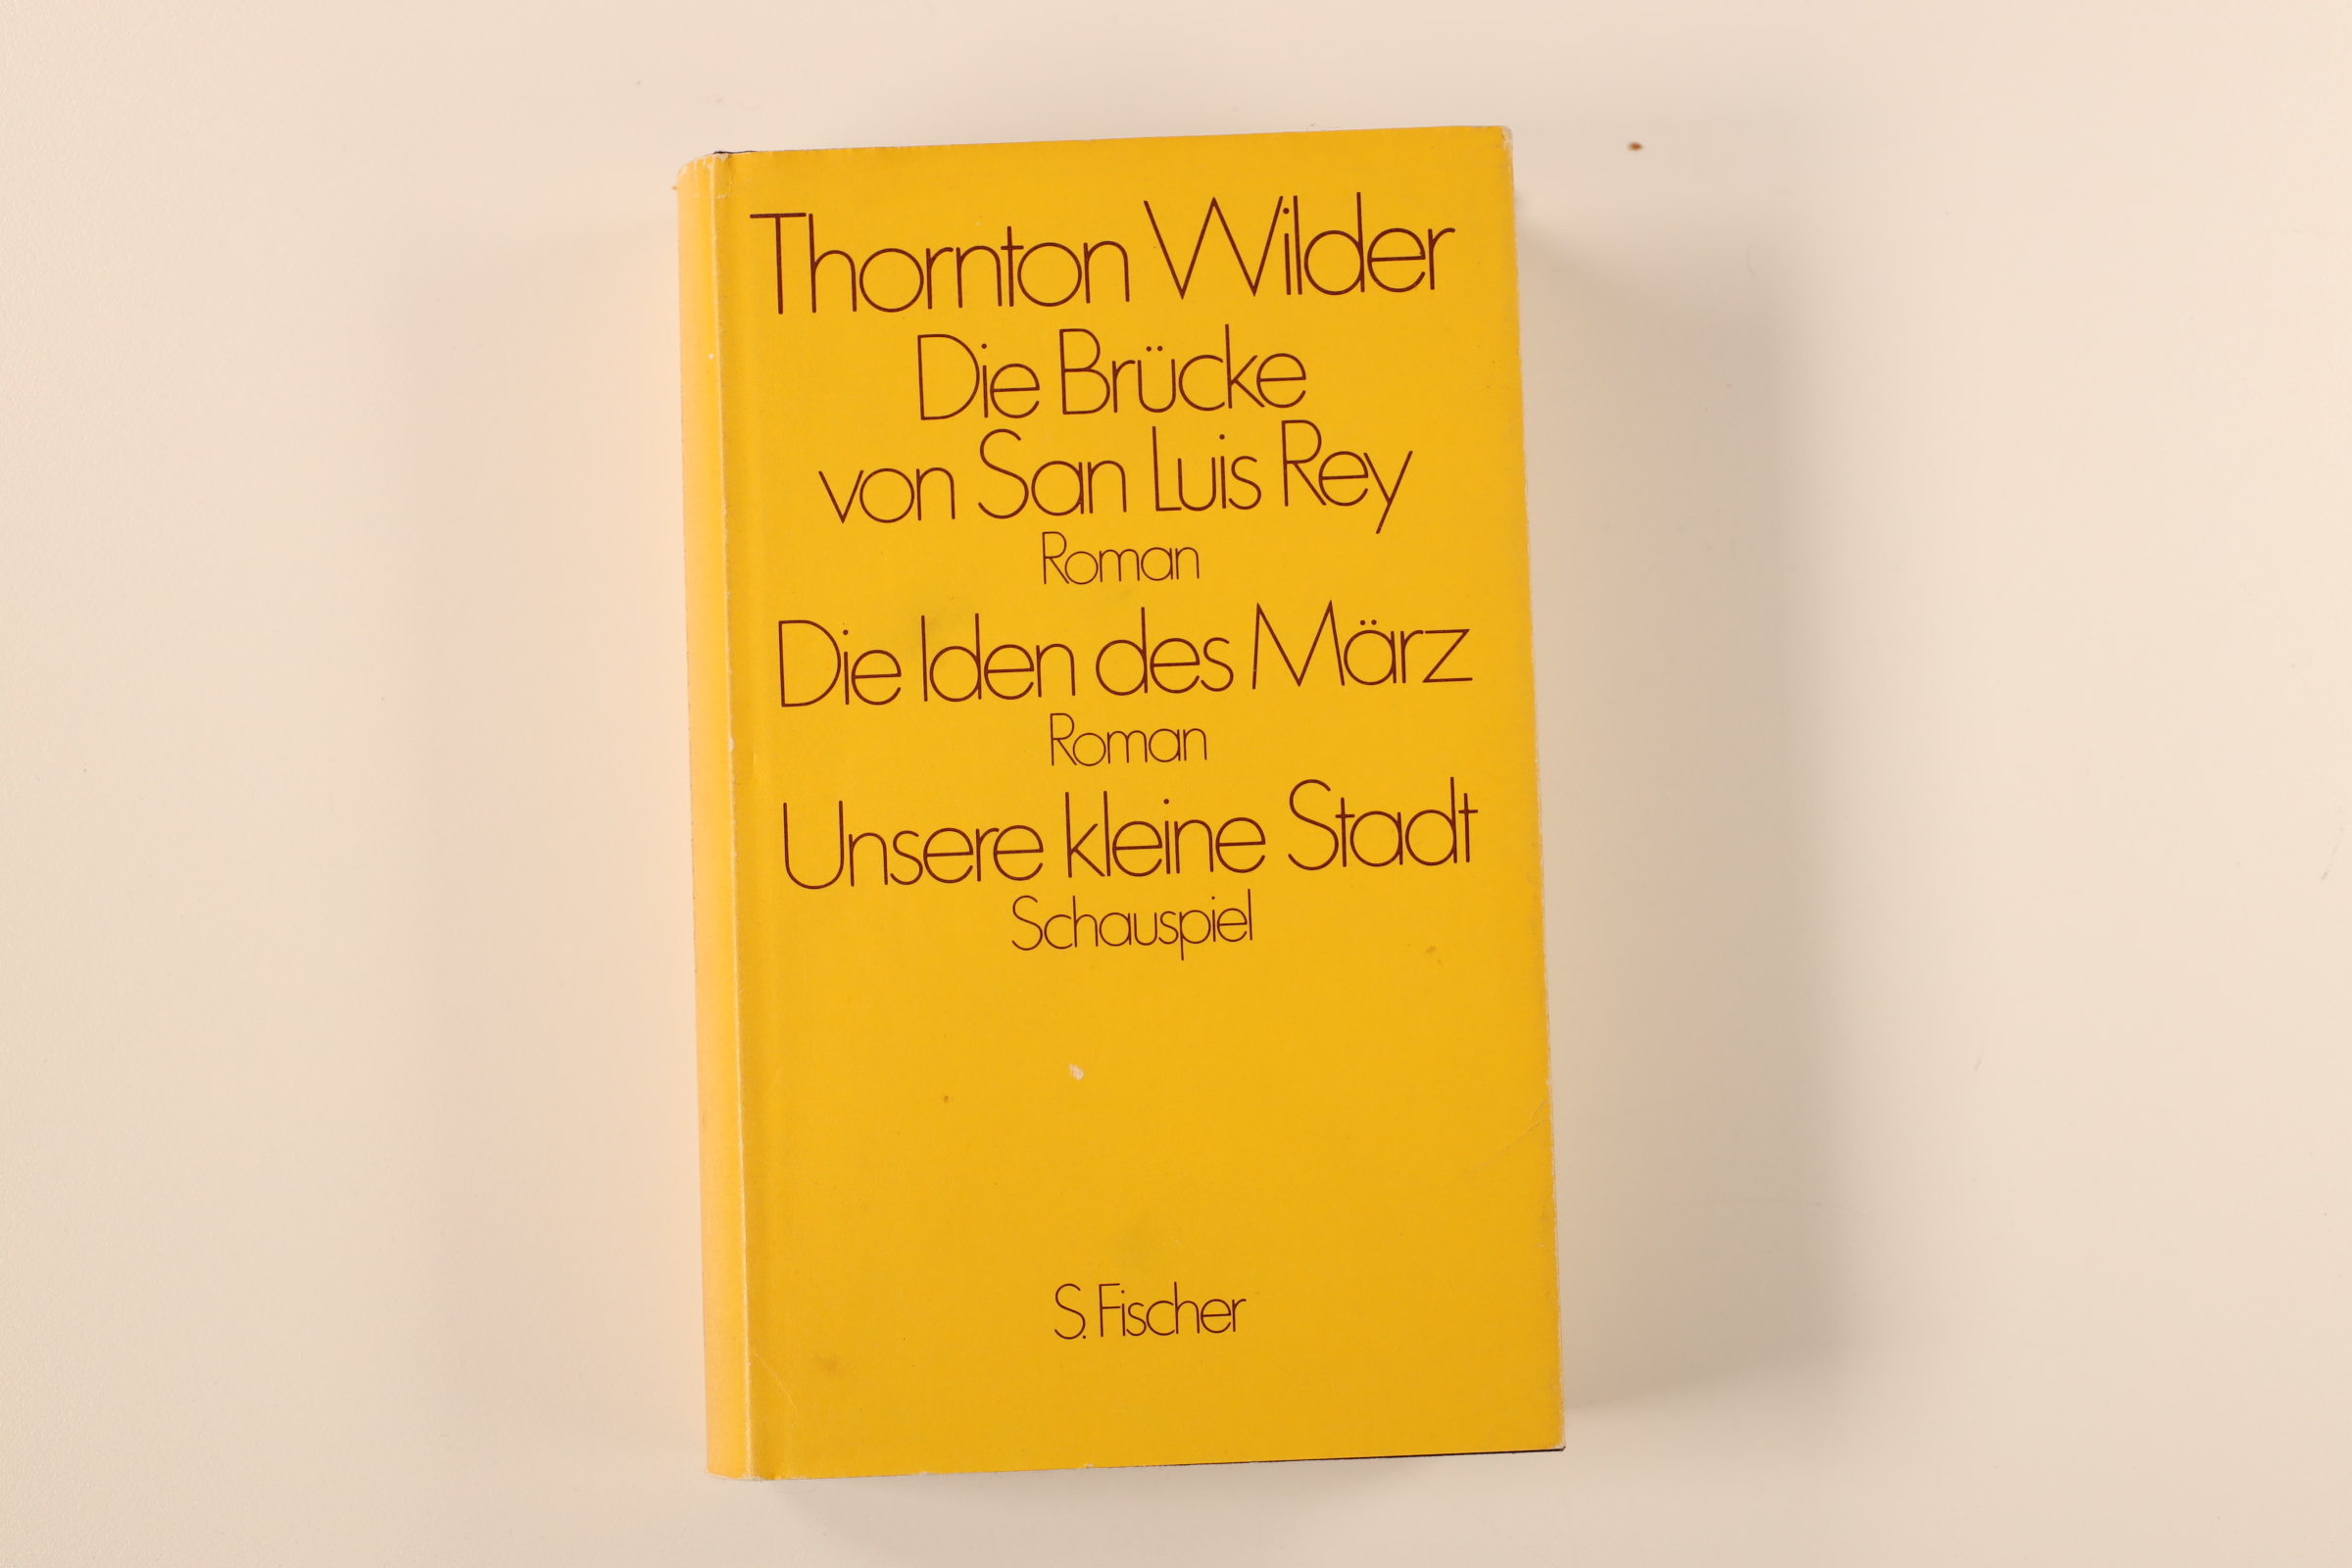 Thornton Wilder
Die Brücke
von San Luis Rey
Roman
Die Iden des März
Roman
Unsere kleine Stadt
Schauspiel
S. Fischer